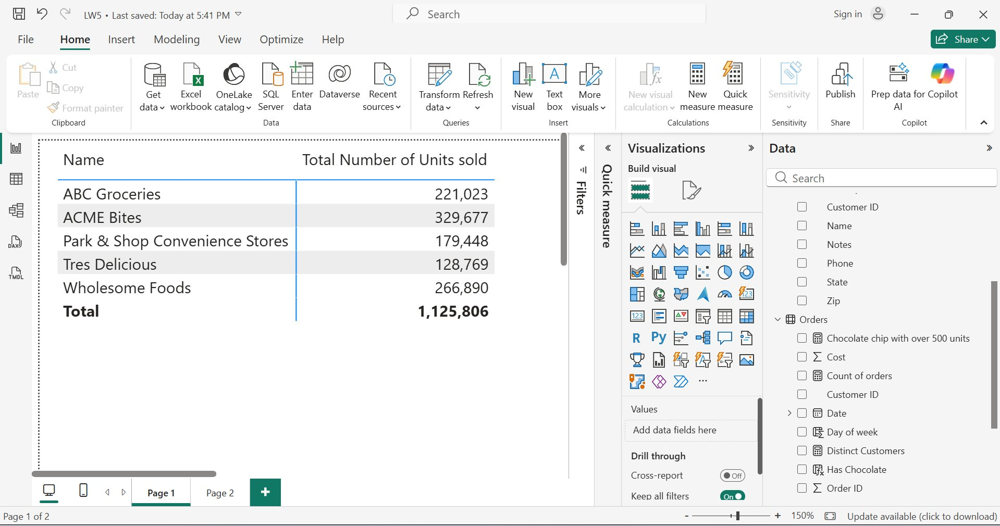 LW5 • Last saved: Today at 5:41 PM
Search
Sign in
File Home Insert Modeling View Optimize Help
Share
Paste
Cut
Copy
Format painter
Clipboard
Get data
Excel workbook
OneLake catalog
SQL Server
Enter data
Dataverse
Recent sources
Data
Transform data
Refresh
Queries
New visual
Text box
More visuals
Insert
New visual calculation
New measure
Quick measure
Calculations
Sensitivity
Sensitivity
Publish
Share
Prep data for AI
Copilot
Copilot
DAX
TMDL
Name Total Number of Units sold
ABC Groceries 221,023
ACME Bites 329,677
Park & Shop Convenience Stores 179,448
Tres Delicious 128,769
Wholesome Foods 266,890
Total 1,125,806
Filters
Quick measure
Visualizations
Build visual
123
123
R Py
Values
Add data fields here
Drill through
Cross-report Off
Keep all filters On
Data
Search
Customer ID
Name
Notes
Phone
State
Zip
Orders
Chocolate chip with over 500 units
Cost
Count of orders
Customer ID
Date
Day of week
Distinct Customers
Has Chocolate
Order ID
Page 1
Page 2
+
Page 1 of 2
- + 150%
Update available (click to download)